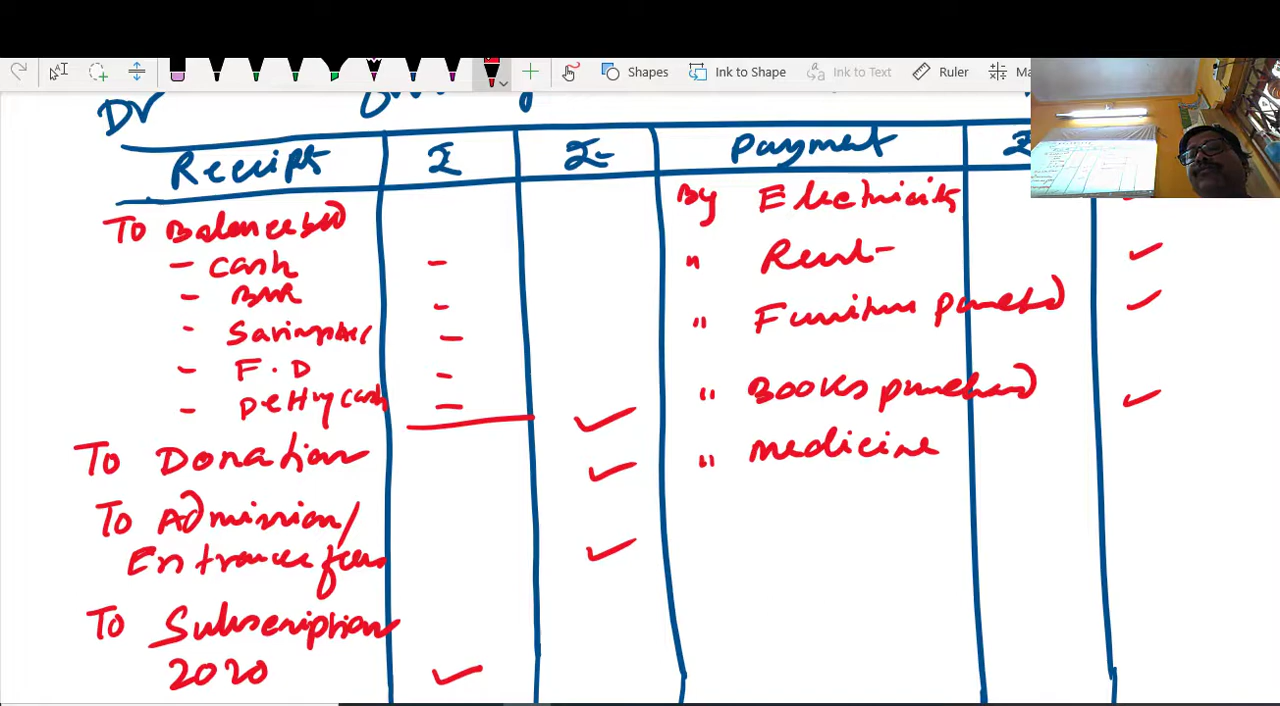 Shapes Ink to Shape Ink to Text Ruler
Dr
Receipt ₹ ₹ Payment ₹
To Balance b/d By Electricity
- Cash " Rent
- Bank " Furniture purchased
- Savings A/c
- F.D " Books purchased
- Petty cash
To Donation " medicine
To Admission/
Entrance fees
To Subscription
2020